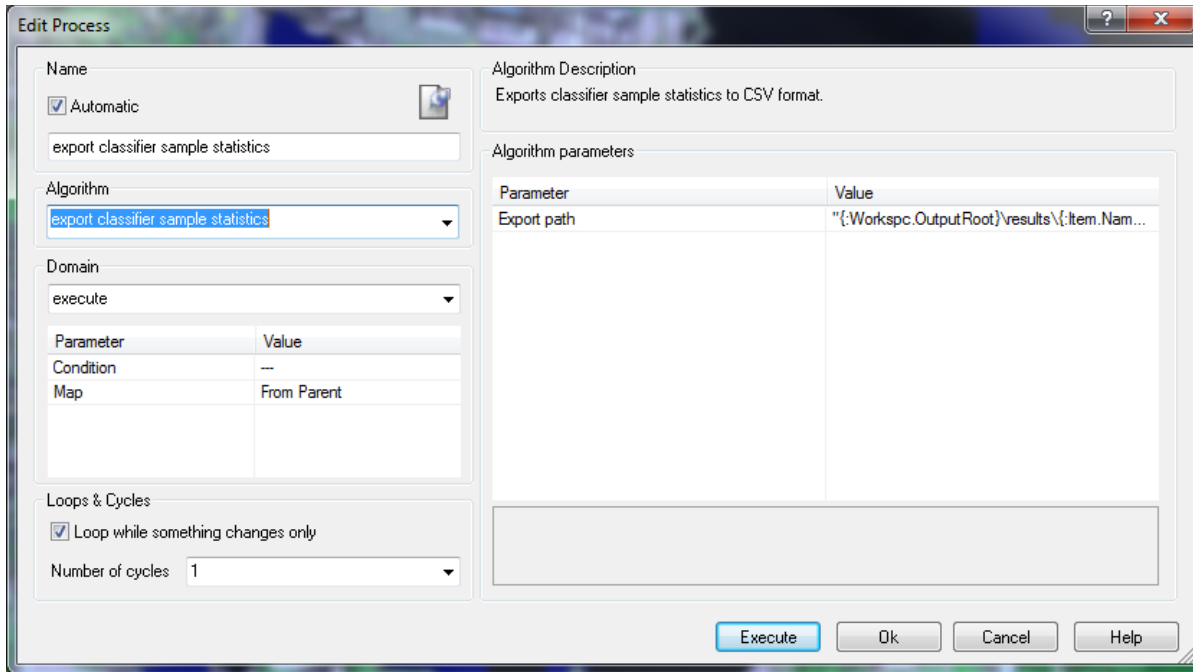 Edit Process
?
X
Name
Automatic
export classifier sample statistics
Algorithm
export classifier sample statistics
Domain
execute
Parameter Value
Condition ---
Map From Parent
Loops & Cycles
Loop while something changes only
Number of cycles 1
Algorithm Description
Exports classifier sample statistics to CSV format.
Algorithm parameters
Parameter Value
Export path "{:Workspc.OutputRoot}\results\{:Item.Nam...
Execute Ok Cancel Help